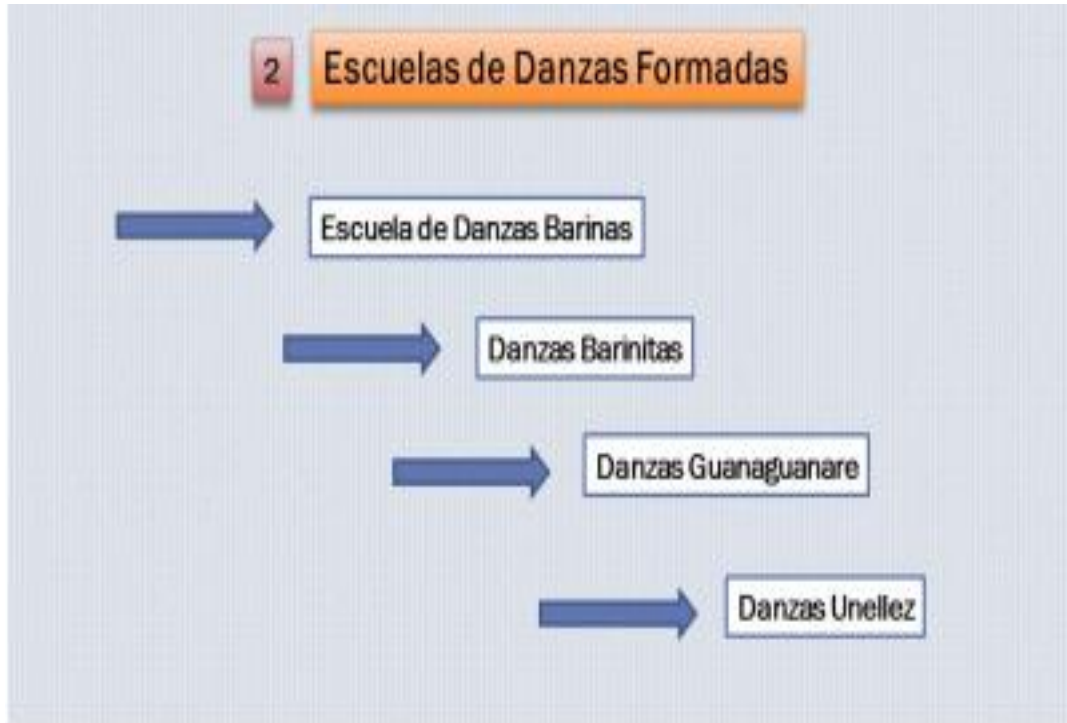 2 Escuelas de Danzas Formadas
Escuela de Danzas Barinas
Danzas Barinitas
Danzas Guanaguanare
Danzas Unellez